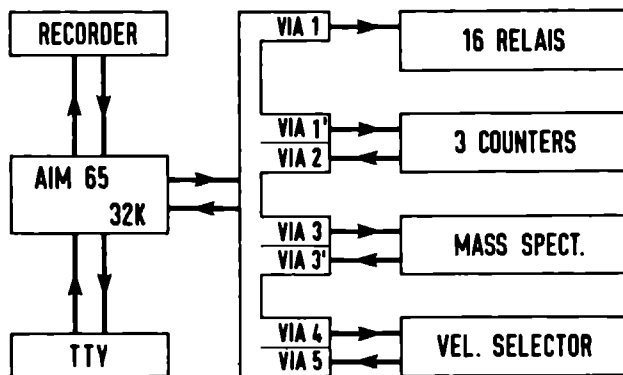 RECORDER
AIM 65
32K
TTY
VIA 1
16 RELAIS
VIA 1'
VIA 2
3 COUNTERS
VIA 3
VIA 3'
MASS SPECT.
VIA 4
VIA 5
VEL. SELECTOR